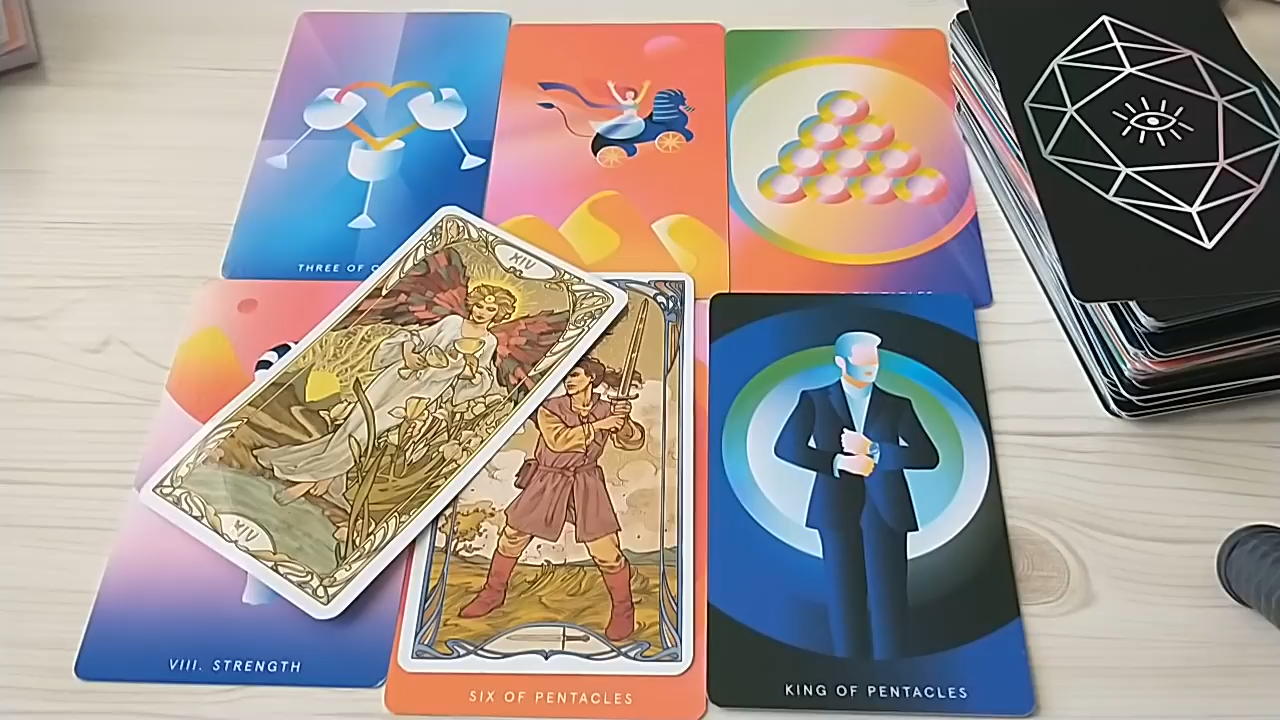 THREE OF
XIV
XIV
VIII. STRENGTH
SIX OF PENTACLES
KING OF PENTACLES